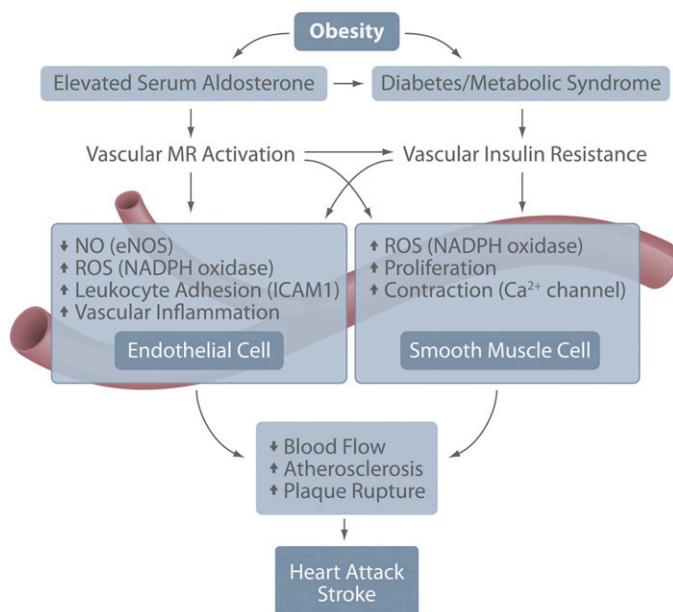 Obesity
Elevated Serum Aldosterone
Diabetes/Metabolic Syndrome
Vascular MR Activation
Vascular Insulin Resistance
NO (eNOS)
ROS (NADPH oxidase)
Leukocyte Adhesion (ICAM1)
Vascular Inflammation
Endothelial Cell
ROS (NADPH oxidase)
Proliferation
Contraction (Ca²⁺ channel)
Smooth Muscle Cell
Blood Flow
Atherosclerosis
Plaque Rupture
Heart Attack
Stroke